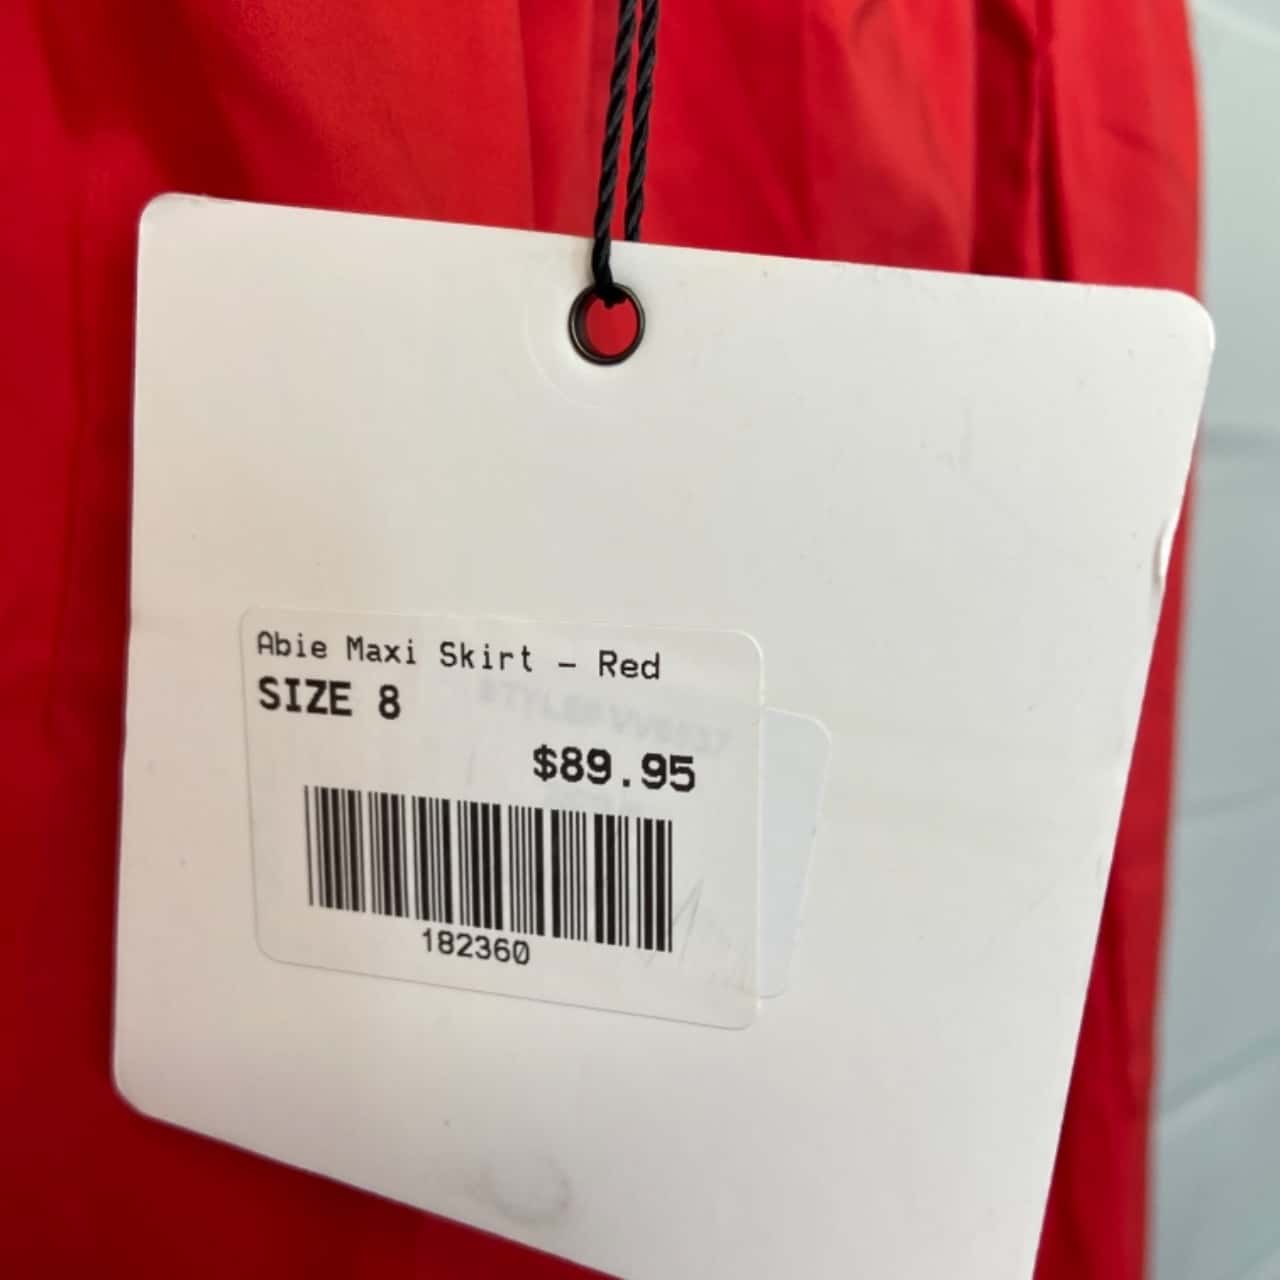 Abie Maxi Skirt - Red
SIZE 8
$89.95
182360